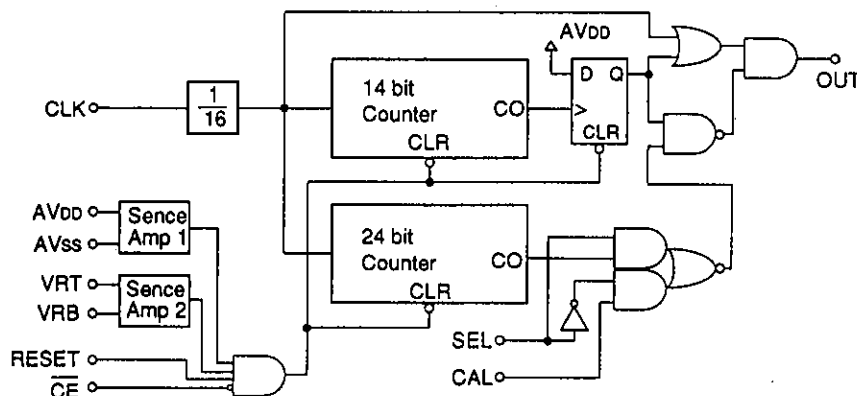 AVDD
D Q
14 bit
Counter
CO
CLR
CLR
OUT
CLK
1
16
AVDD
AVSS
Sence
Amp 1
24 bit
Counter
CO
CLR
VRT
VRB
Sence
Amp 2
RESET
CE
SEL
CAL